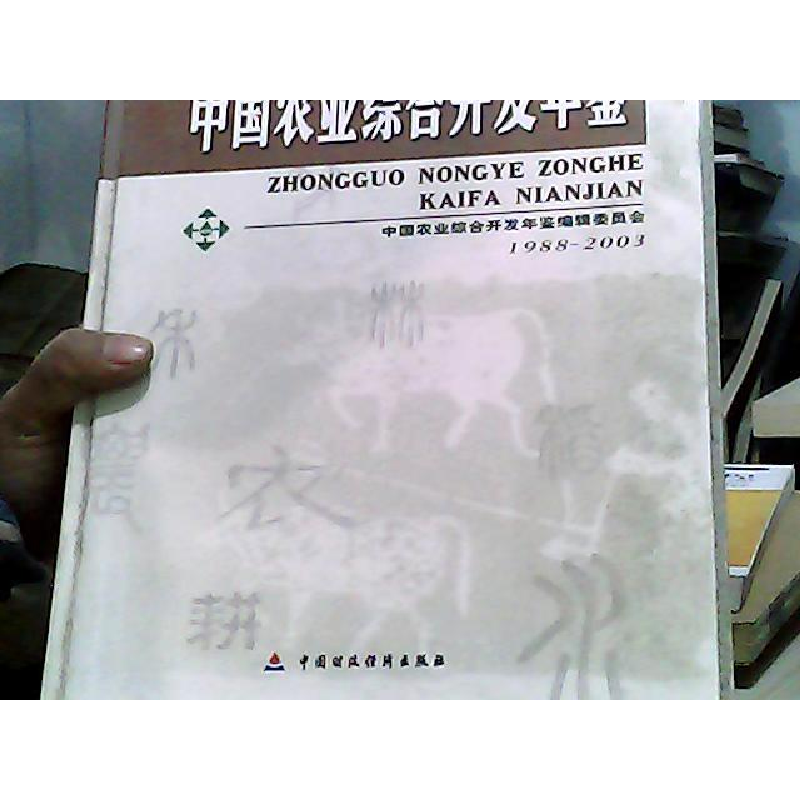 中国农业综合开发年鉴
ZHONGGUO NONGYE ZONGHE
KAIFA NIANJIAN
中国农业综合开发年鉴编辑委员会
1988-2003
禾
林
农
耕
水
中国财政经济出版社